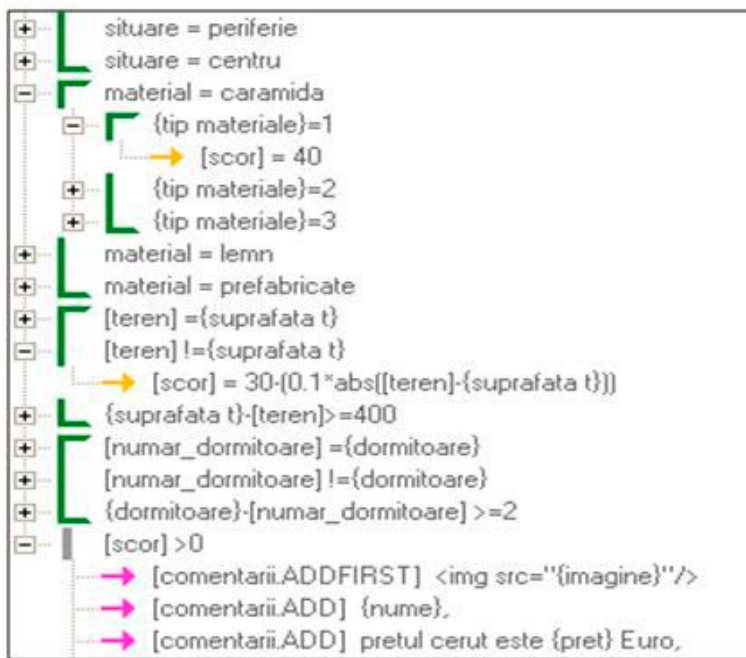 situare = periferie
situare = centru
material = caramida
{tip materiale}=1
[scor] = 40
{tip materiale}=2
{tip materiale}=3
material = lemn
material = prefabricate
[teren] ={suprafata t}
[teren] !={suprafata t}
[scor] = 30-(0.1*abs([teren]-{suprafata t}))
{suprafata t}-[teren]>=400
[numar_dormitoare] ={dormitoare}
[numar_dormitoare] !={dormitoare}
{dormitoare}-[numar_dormitoare] >=2
[scor] >0
[comentarii.ADDFIRST] <img src="{imagine}"/>
[comentarii.ADD] {nume},
[comentarii.ADD] pretul cerut este {pret} Euro,